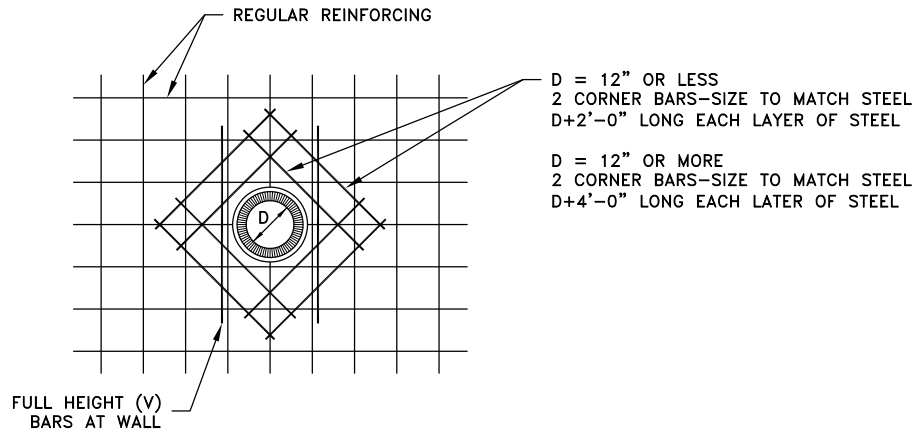 REGULAR REINFORCING
D = 12" OR LESS
2 CORNER BARS-SIZE TO MATCH STEEL
D+2'-0" LONG EACH LAYER OF STEEL
D = 12" OR MORE
2 CORNER BARS-SIZE TO MATCH STEEL
D+4'-0" LONG EACH LATER OF STEEL
D
FULL HEIGHT (V)
BARS AT WALL